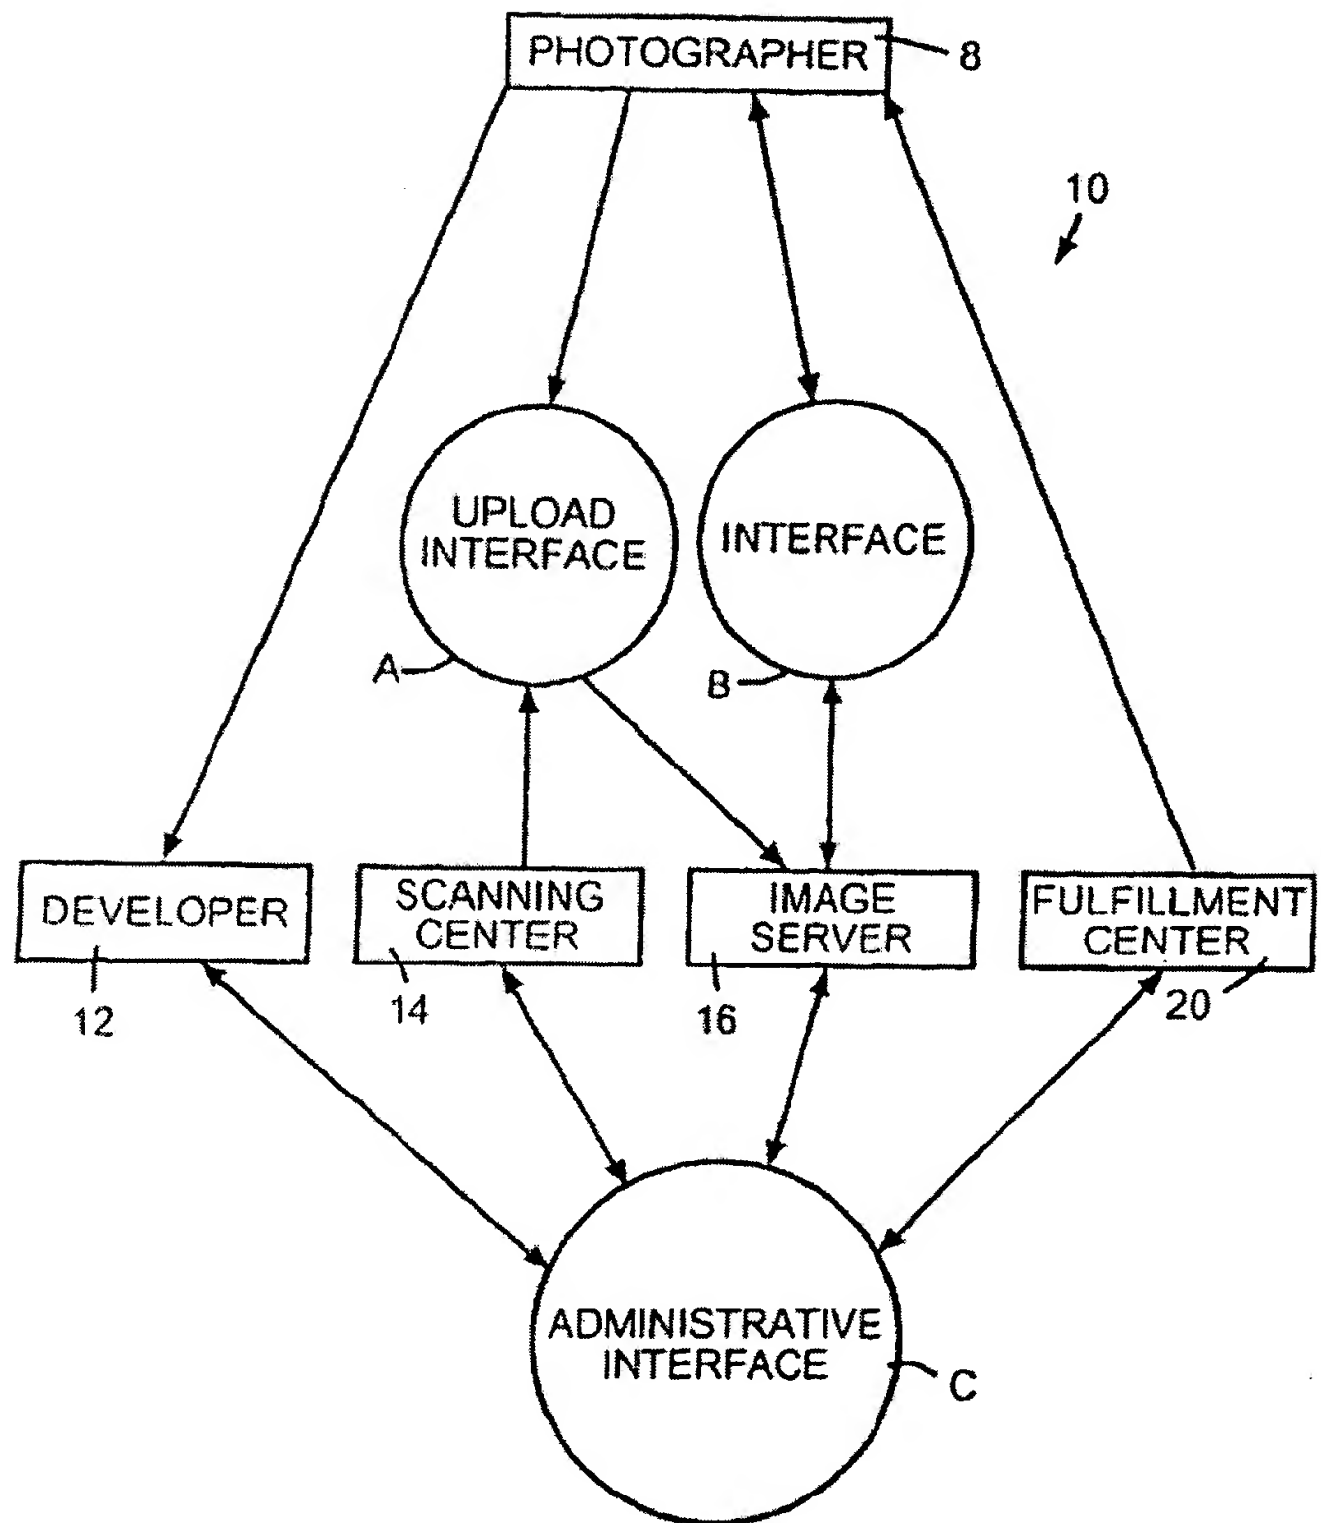 PHOTOGRAPHER
8
10
UPLOAD
INTERFACE
INTERFACE
A
B
DEVELOPER
SCANNING
CENTER
IMAGE
SERVER
FULFILLMENT
CENTER
12
14
16
20
ADMINISTRATIVE
INTERFACE
C